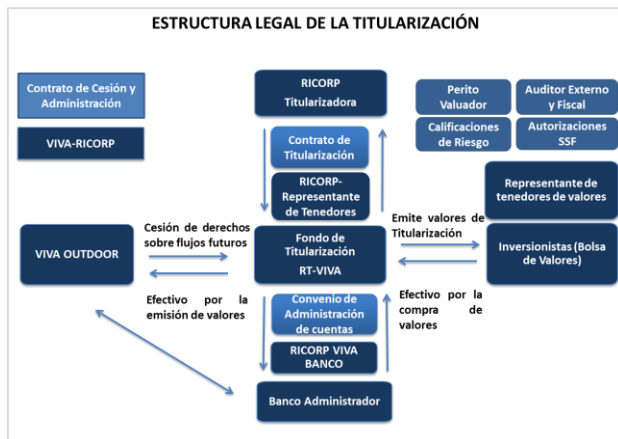 ESTRUCTURA LEGAL DE LA TITULARIZACIÓN
Contrato de Cesión y
Administración
VIVA-RICORP
RICORP
Titularizadora
Contrato de
Titularización
RICORP-
Representante
de Tenedores
Perito
Valuador
Auditor Externo
y Fiscal
Calificaciones
de Riesgo
Autorizaciones
SSF
Representante de
tenedores de valores
VIVA OUTDOOR
Cesión de derechos
sobre flujos futuros
Efectivo por la
emisión de valores
Fondo de
Titularización
RT-VIVA
Emite valores de
Titularización
Inversionistas (Bolsa
de Valores)
Convenio de
Administración
de cuentas
Efectivo por la
compra de
valores
RICORP VIVA
BANCO
Banco Administrador